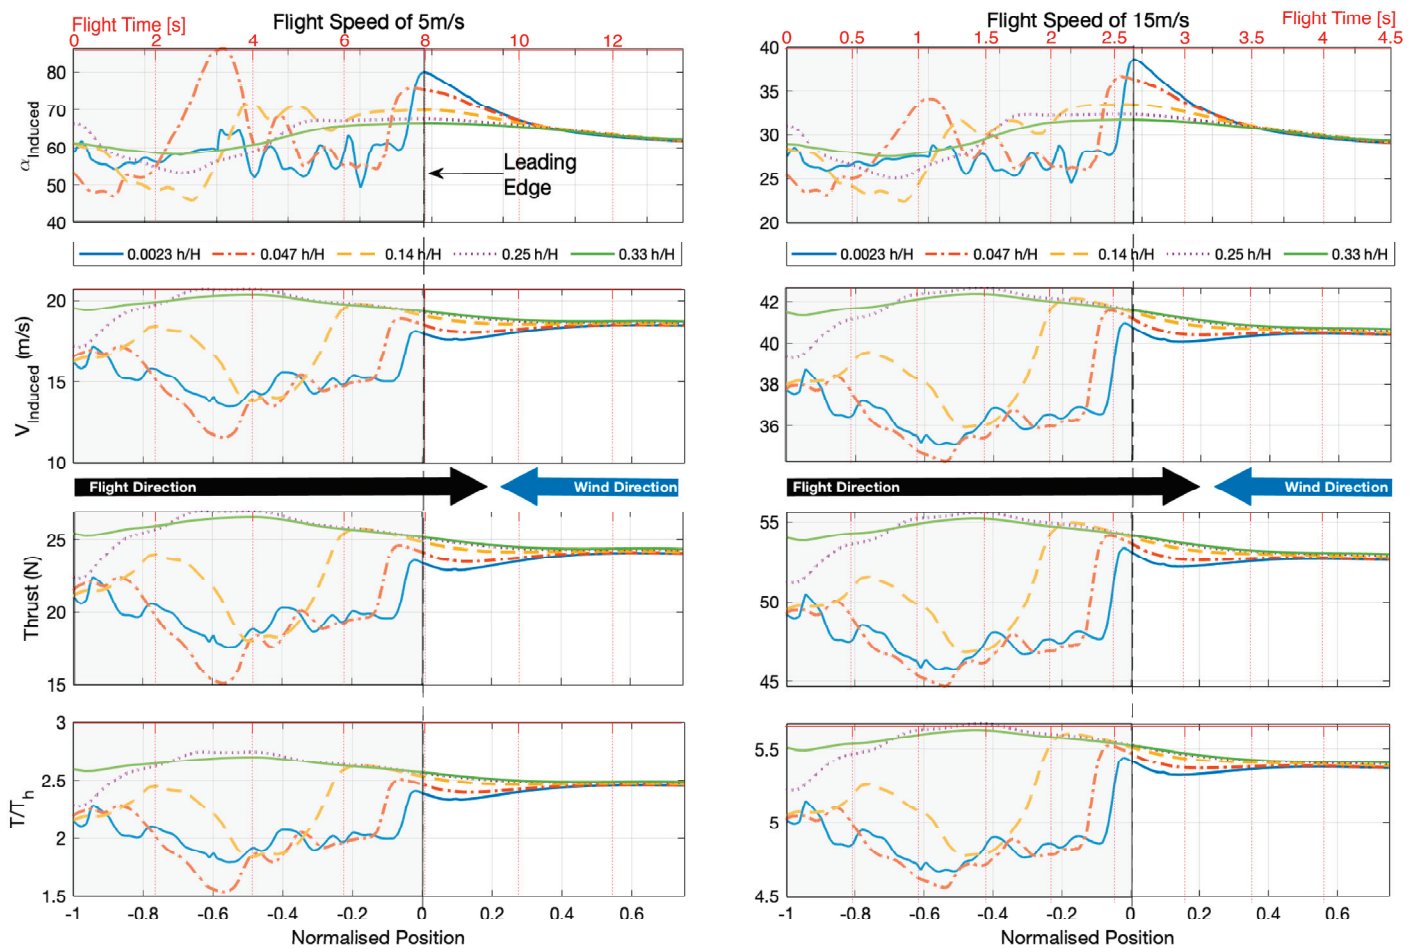 Flight Speed of 5m/s
Flight Time [s]
0 2 4 6 8 10 12
80
70
60
50
40
αInduced
Leading
Edge
0.0023 h/H 0.047 h/H 0.14 h/H 0.25 h/H 0.33 h/H
20
15
10
VInduced (m/s)
Flight Direction
Wind Direction
25
20
15
Thrust (N)
3
2.5
2
1.5
T/Th
-1 -0.8 -0.6 -0.4 -0.2 0 0.2 0.4 0.6
Normalised Position
Flight Speed of 15m/s
Flight Time [s]
0 0.5 1 1.5 2 2.5 3 3.5 4 4.5
40
35
30
25
20
0.0023 h/H 0.047 h/H 0.14 h/H 0.25 h/H 0.33 h/H
42
40
38
36
Flight Direction
Wind Direction
55
50
45
5.5
5
4.5
-1 -0.8 -0.6 -0.4 -0.2 0 0.2 0.4 0.6
Normalised Position